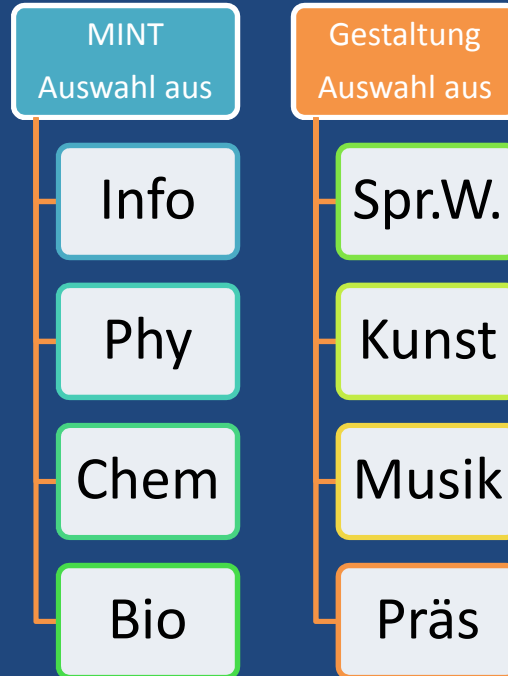 MINT
Auswahl aus
Info
Phy
Chem
Bio
Gestaltung
Auswahl aus
Spr.W.
Kunst
Musik
Präs